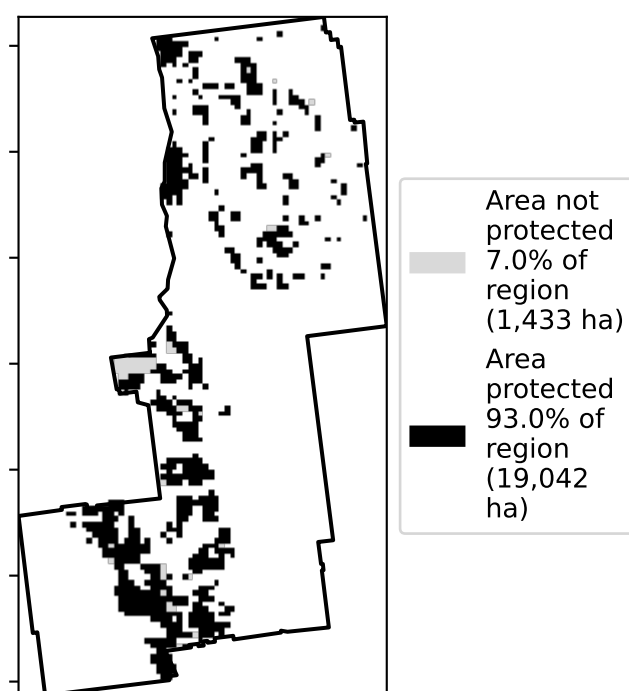 Area not
protected
7.0% of
region
(1,433 ha)
Area
protected
93.0% of
region
(19,042
ha)